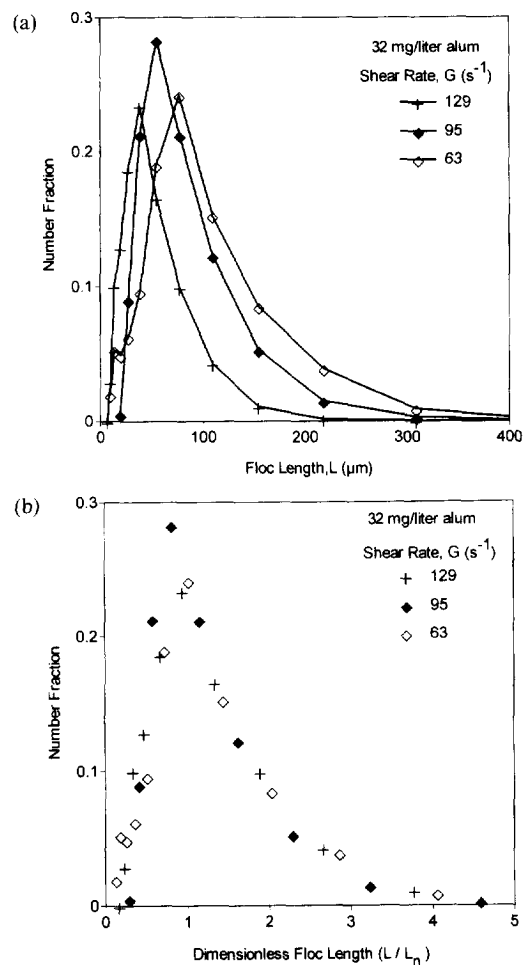 (a)
0.3
0.2
0.1
0
Number Fraction
32 mg/liter alum
Shear Rate, G (s⁻¹)
129
95
63
0
100
200
300
400
Floc Length,L (µm)
(b)
0.3
0.2
0.1
0
Number Fraction
32 mg/liter alum
Shear Rate, G (s⁻¹)
129
95
63
0
1
2
3
4
5
Dimensionless Floc Length (L / Lₙ)